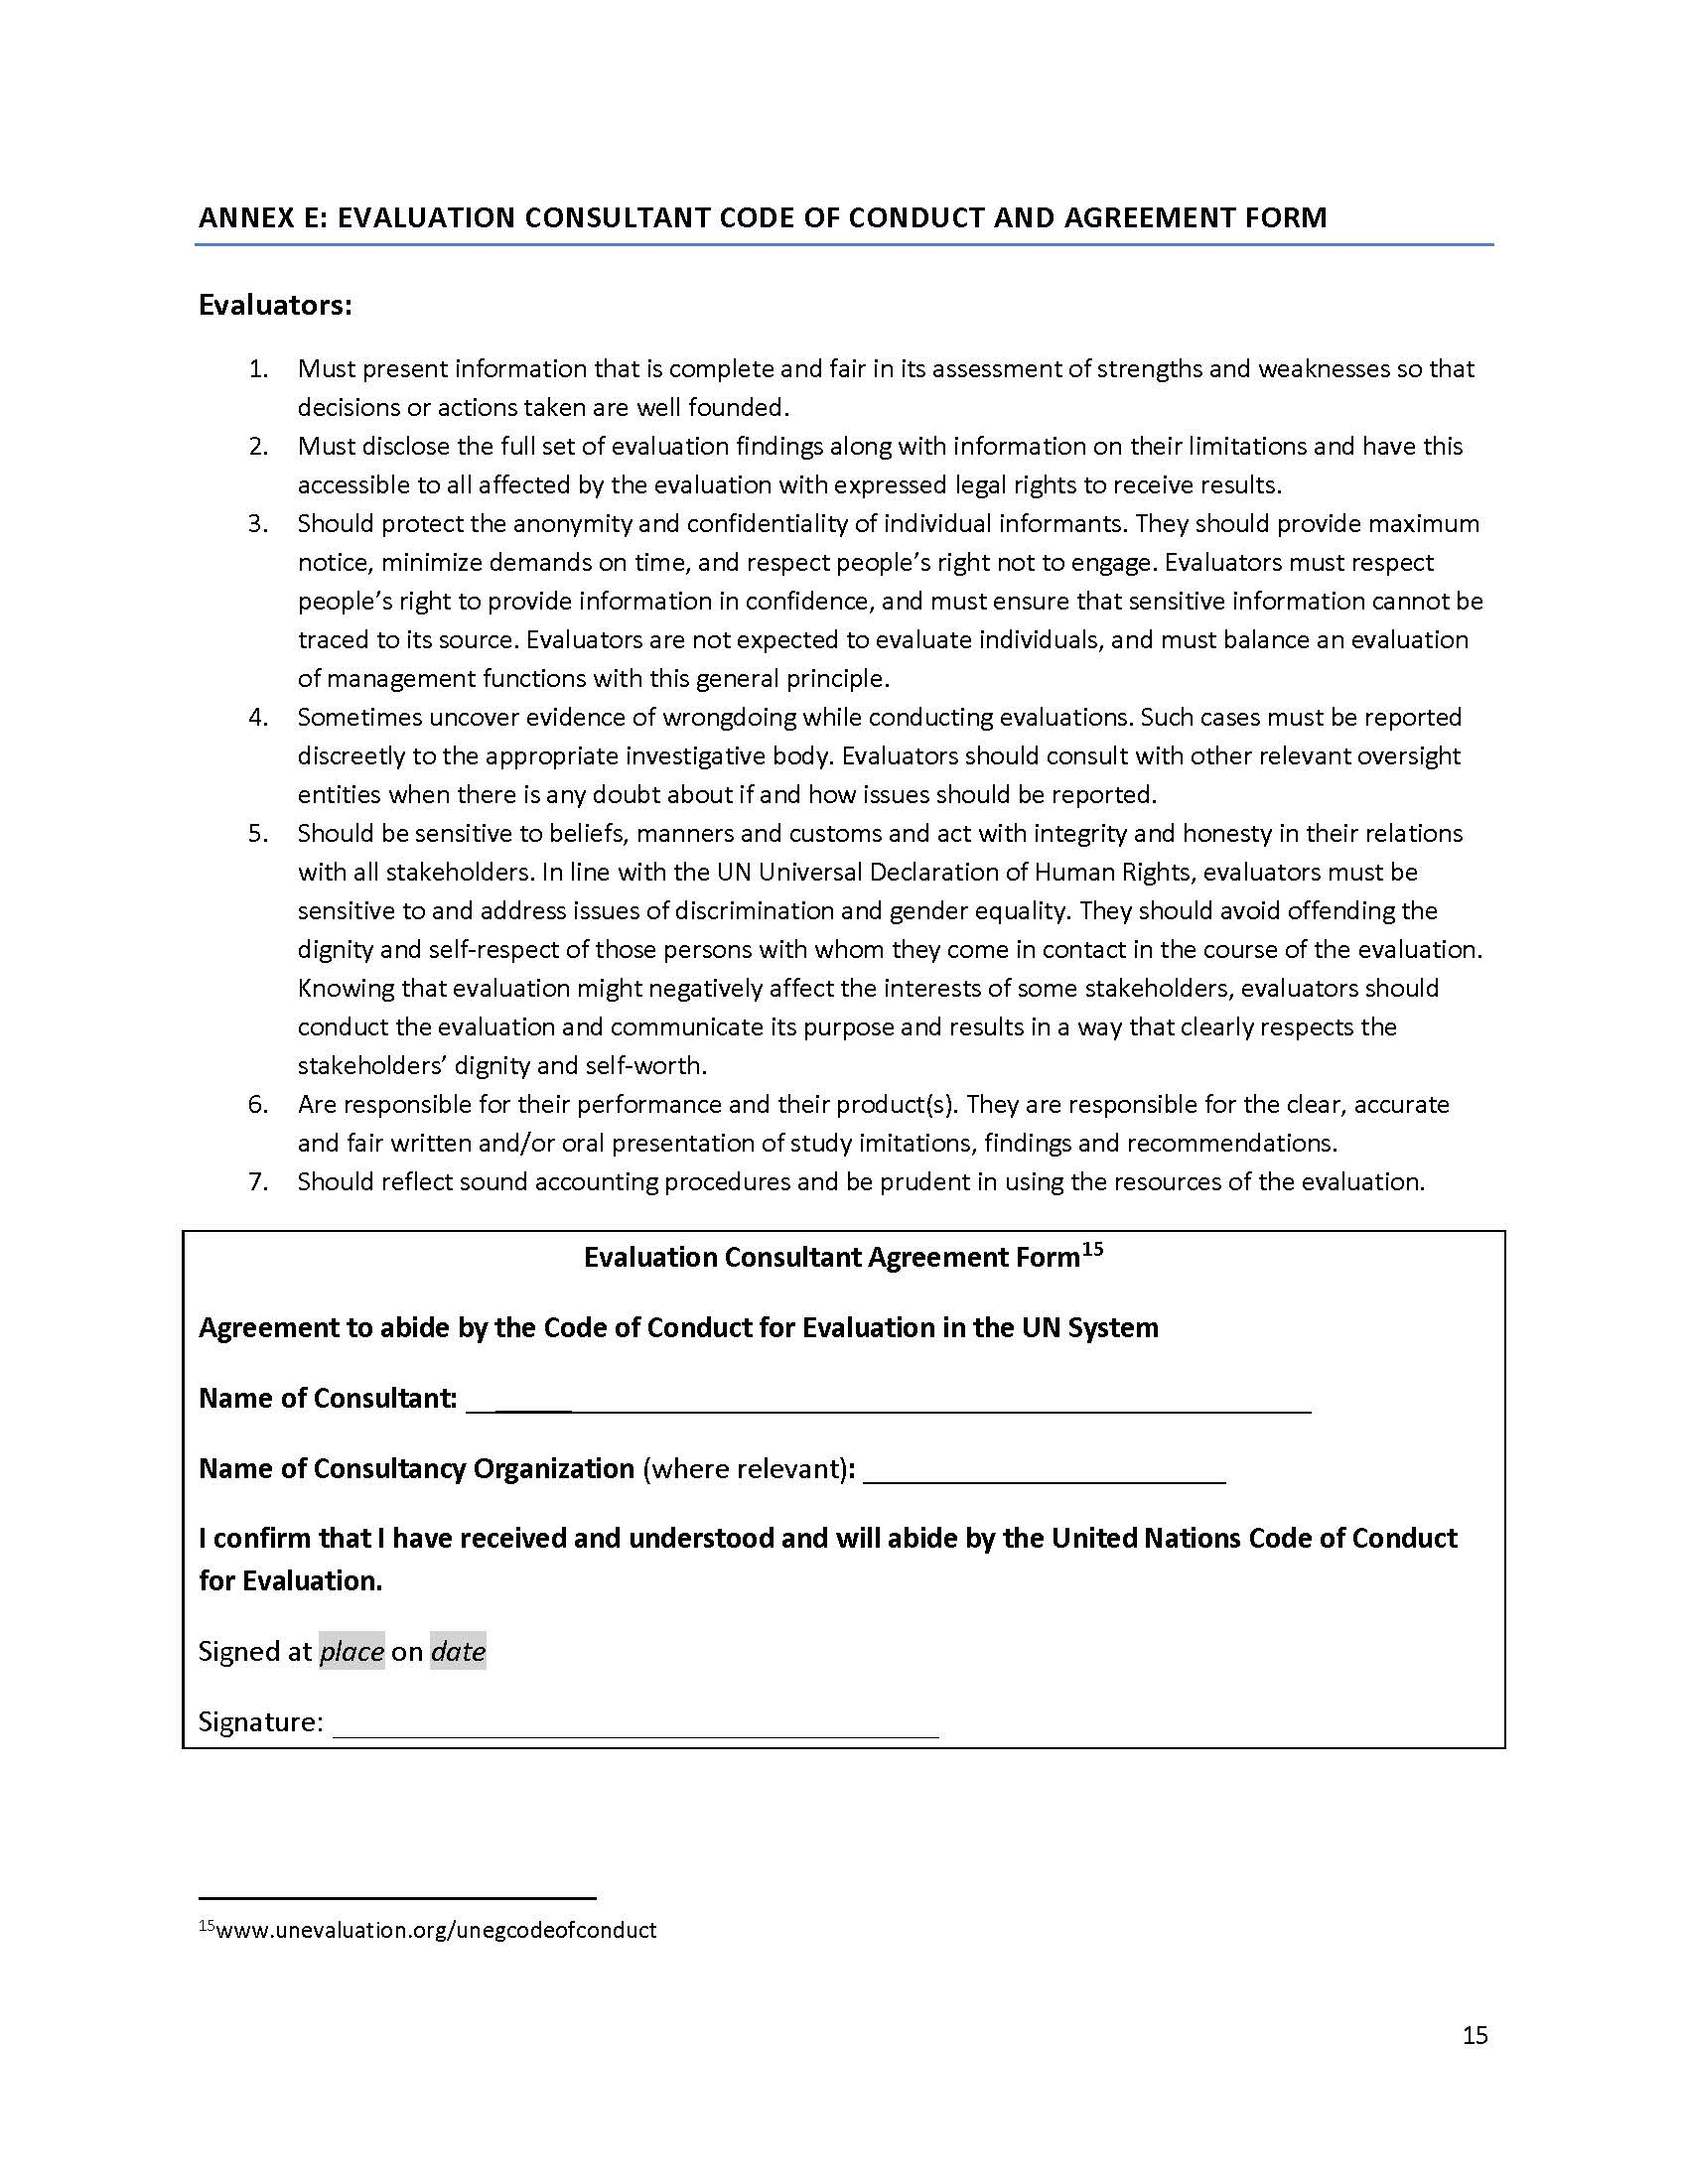 ANNEX E: EVALUATION CONSULTANT CODE OF CONDUCT AND AGREEMENT FORM
Evaluators:
1. Must present information that is complete and fair in its assessment of strengths and weaknesses so that
decisions or actions taken are well founded.
2. Must disclose the full set of evaluation findings along with information on their limitations and have this
accessible to all affected by the evaluation with expressed legal rights to receive results.
3. Should protect the anonymity and confidentiality of individual informants. They should provide maximum
notice, minimize demands on time, and respect people’s right not to engage. Evaluators must respect
people’s right to provide information in confidence, and must ensure that sensitive information cannot be
traced to its source. Evaluators are not expected to evaluate individuals, and must balance an evaluation
of management functions with this general principle.
4. Sometimes uncover evidence of wrongdoing while conducting evaluations. Such cases must be reported
discreetly to the appropriate investigative body. Evaluators should consult with other relevant oversight
entities when there is any doubt about if and how issues should be reported.
5. Should be sensitive to beliefs, manners and customs and act with integrity and honesty in their relations
with all stakeholders. In line with the UN Universal Declaration of Human Rights, evaluators must be
sensitive to and address issues of discrimination and gender equality. They should avoid offending the
dignity and self-respect of those persons with whom they come in contact in the course of the evaluation.
Knowing that evaluation might negatively affect the interests of some stakeholders, evaluators should
conduct the evaluation and communicate its purpose and results in a way that clearly respects the
stakeholders’ dignity and self-worth.
6. Are responsible for their performance and their product(s). They are responsible for the clear, accurate
and fair written and/or oral presentation of study imitations, findings and recommendations.
7. Should reflect sound accounting procedures and be prudent in using the resources of the evaluation.
Evaluation Consultant Agreement Form15
Agreement to abide by the Code of Conduct for Evaluation in the UN System
Name of Consultant: ____________________
Name of Consultancy Organization (where relevant): ____________________
I confirm that I have received and understood and will abide by the United Nations Code of Conduct
for Evaluation.
Signed at place on date
Signature: ____________________
15www.unevaluation.org/unegcodeofconduct
15